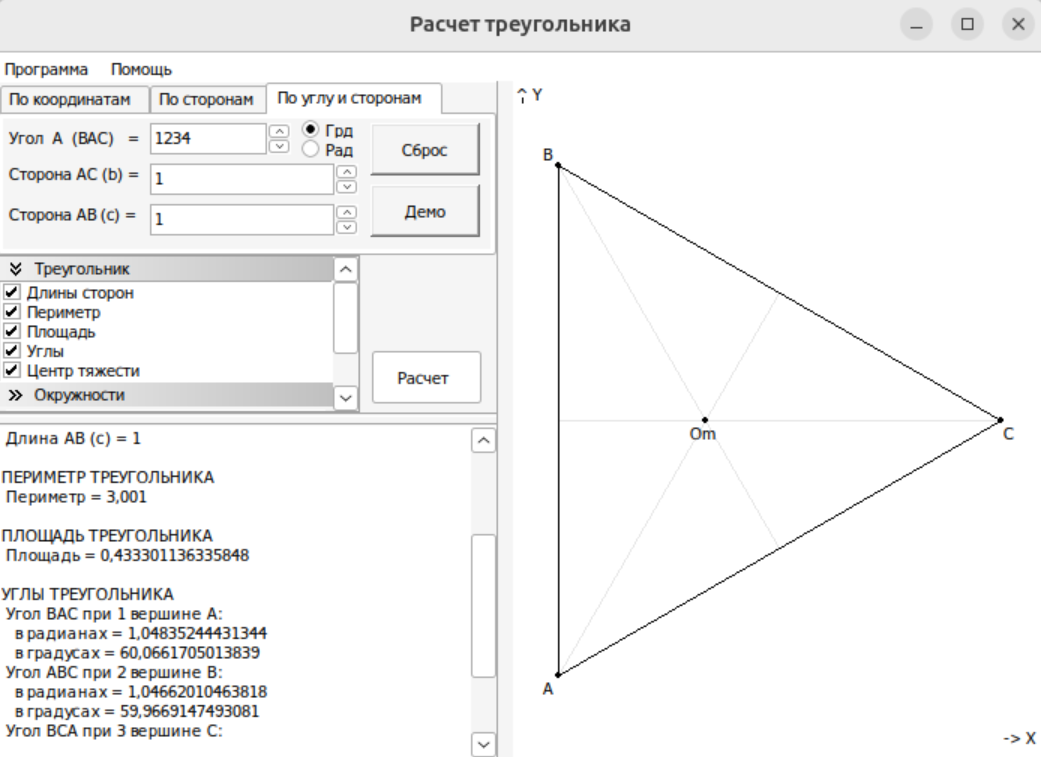 Расчет треугольника
Программа Помощь
По координатам По сторонам По углу и сторонам
Угол A (BAC) = 1234 Грд Рад Сброс
Сторона AC (b) = 1
Сторона AB (c) = 1 Демо
Треугольник
Длины сторон
Периметр
Площадь
Углы
Центр тяжести
Окружности
Расчет
Длина AB (c) = 1
ПЕРИМЕТР ТРЕУГОЛЬНИКА
Периметр = 3,001
ПЛОЩАДЬ ТРЕУГОЛЬНИКА
Площадь = 0,433301136335848
УГЛЫ ТРЕУГОЛЬНИКА
Угол BAC при 1 вершине A:
в радианах = 1,04835244431344
в градусах = 60,0661705013839
Угол ABC при 2 вершине B:
в радианах = 1,04662010463818
в градусах = 59,9669147493081
Угол BCA при 3 вершине C:
Y
B
Om
C
A
-> X